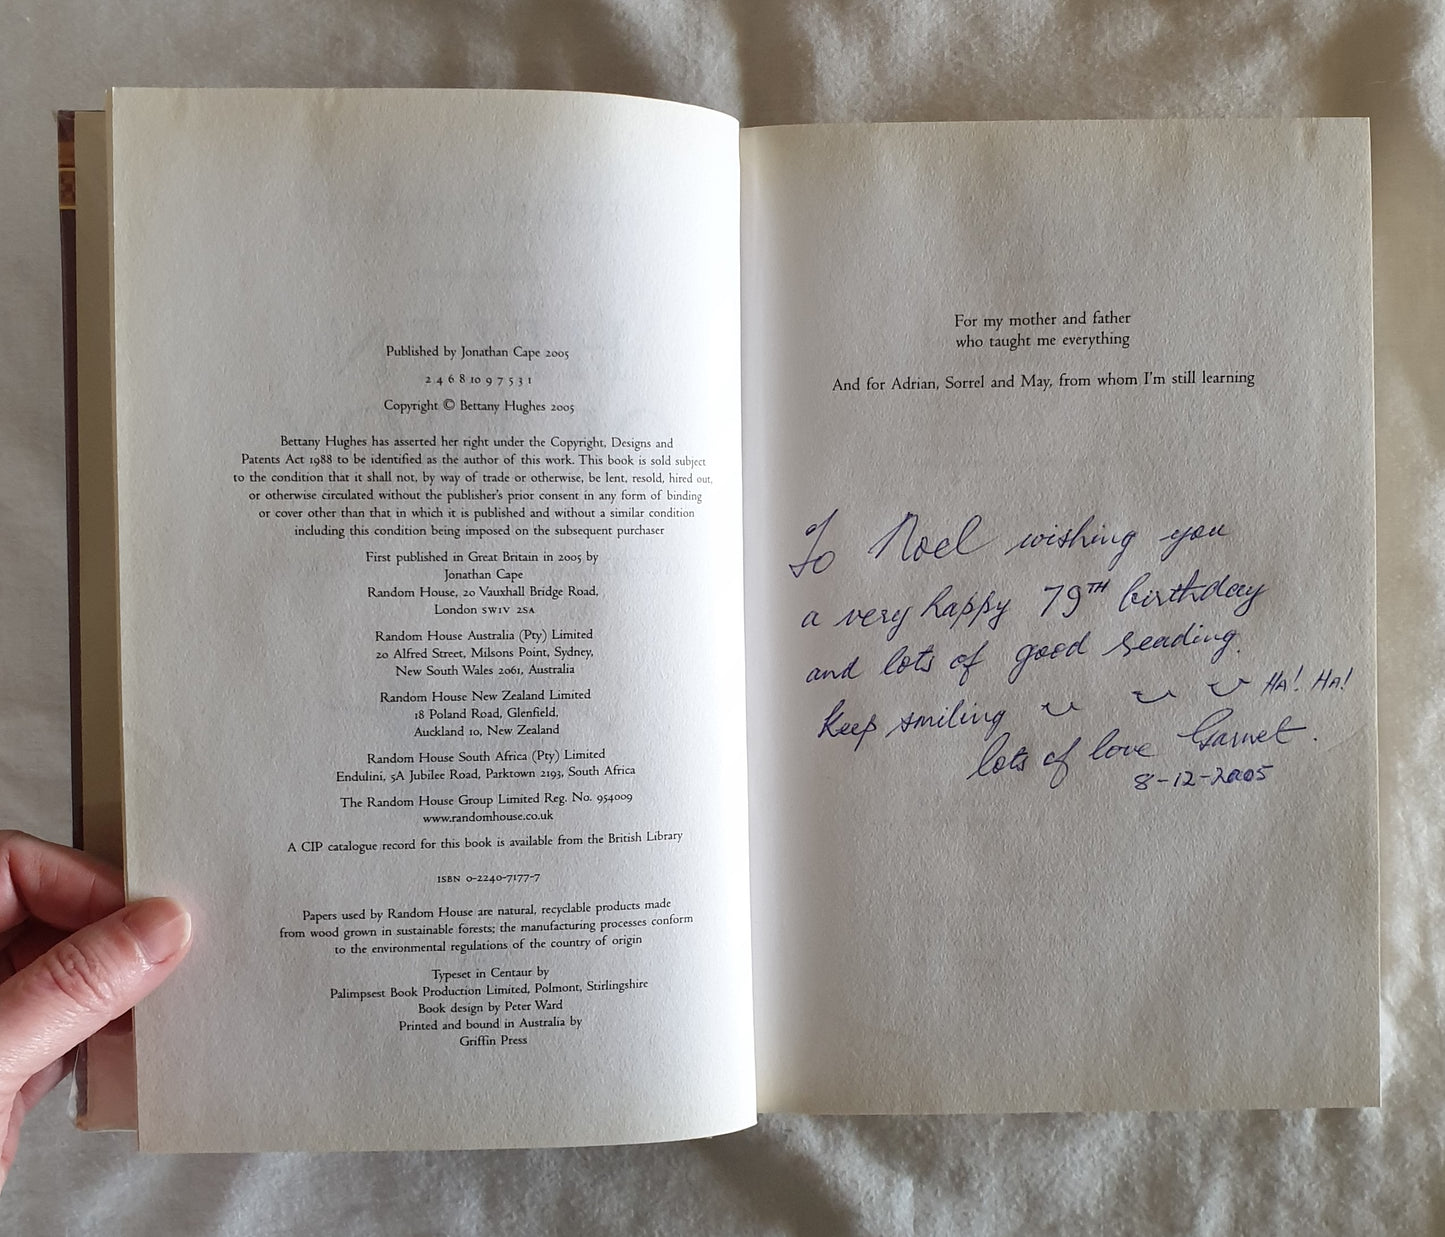 Published by Jonathan Cape 2005
2 4 6 8 10 9 7 5 3 1
Copyright © Bettany Hughes 2005
Bettany Hughes has asserted her right under the Copyright, Designs and
Patents Act 1988 to be identified as the author of this work. This book is sold subject
to the condition that it shall not, by way of trade or otherwise, be lent, resold, hired out,
or otherwise circulated without the publisher's prior consent in any form of binding
or cover other than that in which it is published and without a similar condition
including this condition being imposed on the subsequent purchaser
First published in Great Britain in 2005 by
Jonathan Cape
Random House, 20 Vauxhall Bridge Road,
London SW1V 2SA
Random House Australia (Pty) Limited
20 Alfred Street, Milsons Point, Sydney,
New South Wales 2061, Australia
Random House New Zealand Limited
18 Poland Road, Glenfield,
Auckland 10, New Zealand
Random House South Africa (Pty) Limited
Endulini, 5A Jubilee Road, Parktown 2193, South Africa
The Random House Group Limited Reg. No. 954009
www.randomhouse.co.uk
A CIP catalogue record for this book is available from the British Library
ISBN 0-2240-7177-7
Papers used by Random House are natural, recyclable products made
from wood grown in sustainable forests; the manufacturing processes conform
to the environmental regulations of the country of origin
Typeset in Centaur by
Palimpsest Book Production Limited, Polmont, Stirlingshire
Book design by Peter Ward
Printed and bound in Australia by
Griffin Press
For my mother and father
who taught me everything
And for Adrian, Sorrel and May, from whom I'm still learning
To Noel wishing you
a very happy 79TH birthday
and lots of good reading.
keep smiling HA! HA!
lots of love Garnet.
8-12-2005